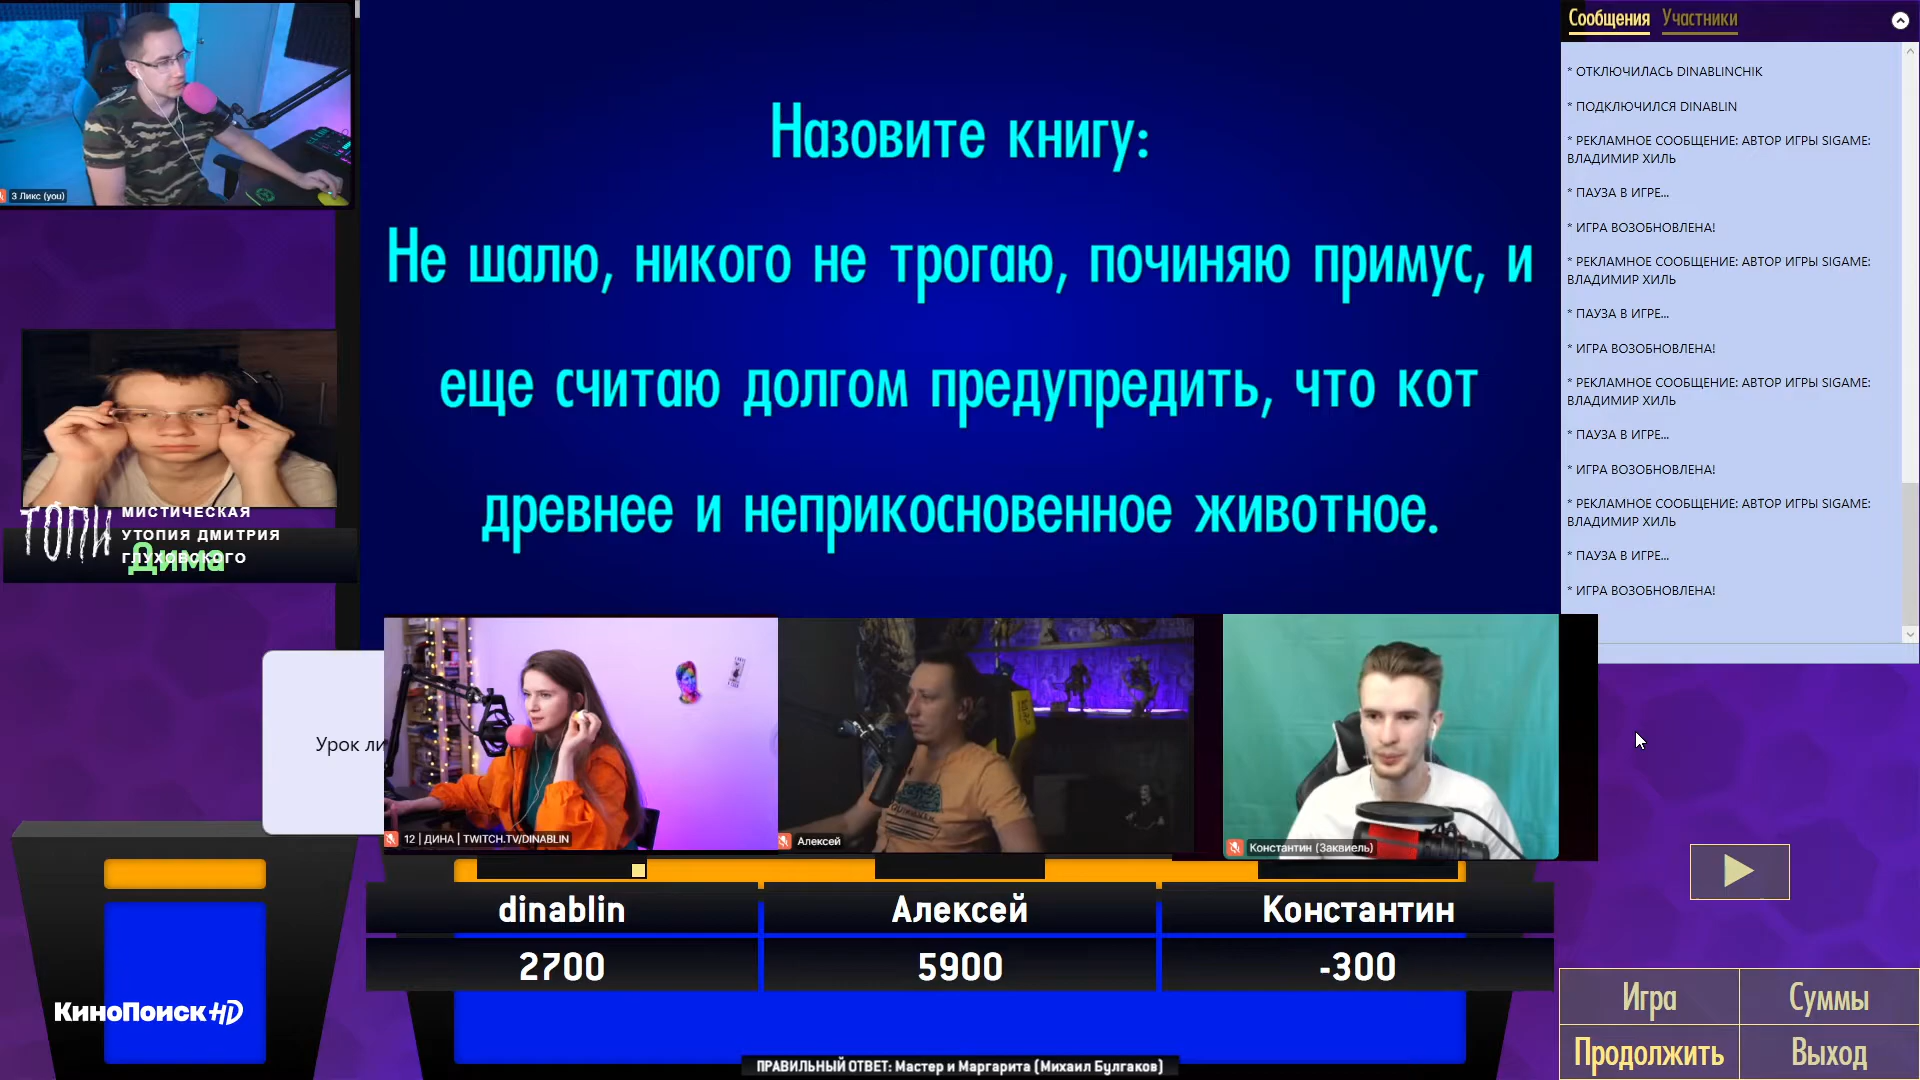 Сообщения Участники
* ОТКЛЮЧИЛАСЬ DINABLINCHIK
* ПОДКЛЮЧИЛСЯ DINABLIN
* РЕКЛАМНОЕ СООБЩЕНИЕ: АВТОР ИГРЫ SIGAME:
ВЛАДИМИР ХИЛЬ
* ПАУЗА В ИГРЕ...
* ИГРА ВОЗОБНОВЛЕНА!
* РЕКЛАМНОЕ СООБЩЕНИЕ: АВТОР ИГРЫ SIGAME:
ВЛАДИМИР ХИЛЬ
* ПАУЗА В ИГРЕ...
* ИГРА ВОЗОБНОВЛЕНА!
* РЕКЛАМНОЕ СООБЩЕНИЕ: АВТОР ИГРЫ SIGAME:
ВЛАДИМИР ХИЛЬ
* ПАУЗА В ИГРЕ...
* ИГРА ВОЗОБНОВЛЕНА!
* РЕКЛАМНОЕ СООБЩЕНИЕ: АВТОР ИГРЫ SIGAME:
ВЛАДИМИР ХИЛЬ
* ПАУЗА В ИГРЕ...
* ИГРА ВОЗОБНОВЛЕНА!
Назовите книгу:
Не шалю, никого не трогаю, починяю примус, и
еще считаю долгом предупредить, что кот
древнее и неприкосновенное животное.
3 Ликс (you)
ТОПИ
МИСТИЧЕСКАЯ
УТОПИЯ ДМИТРИЯ
ГЛУХОВСКОГО
Дима
Урок ли
12 | ДИНА | TWITCH.TV/DINABLIN
Алексей
Константин (Заквиель)
dinablin Алексей Константин
2700 5900 -300
КиноПоиск HD
Игра Суммы
Продолжить Выход
ПРАВИЛЬНЫЙ ОТВЕТ: Мастер и Маргарита (Михаил Булгаков)